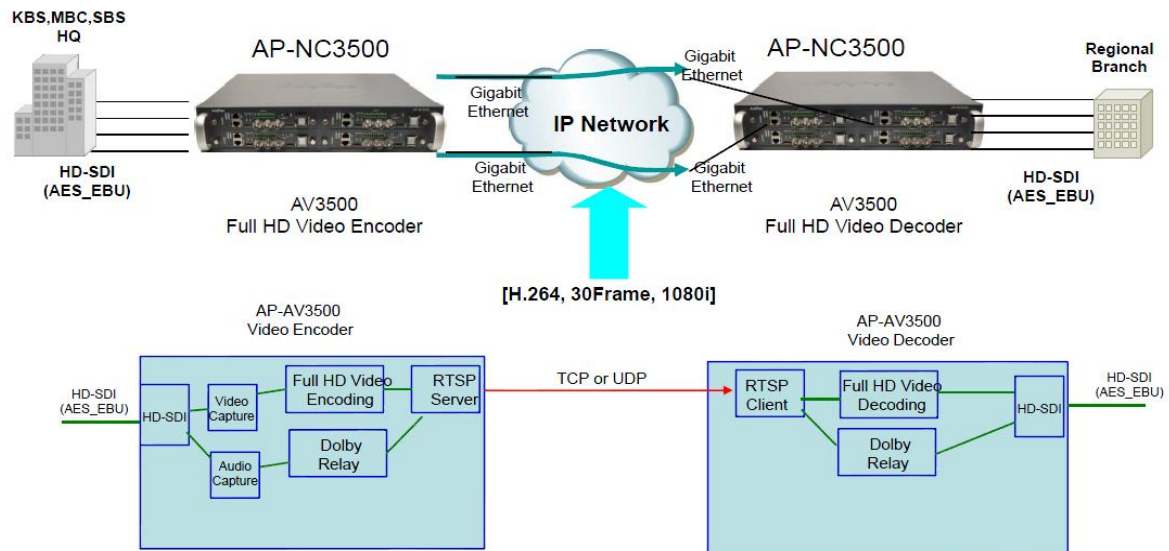 KBS,MBC,SBS
HQ
AP-NC3500
Gigabit
Ethernet
IP Network
Gigabit
Ethernet
AP-NC3500
Regional
Branch
HD-SDI
(AES_EBU)
Gigabit
Ethernet
Gigabit
Ethernet
HD-SDI
(AES_EBU)
AV3500
Full HD Video Encoder
AV3500
Full HD Video Decoder
[H.264, 30Frame, 1080i]
AP-AV3500
Video Encoder
AP-AV3500
Video Decoder
HD-SDI
(AES_EBU)
HD-SDI
Video
Capture
Full HD Video
Encoding
RTSP
Server
Audio
Capture
Dolby
Relay
TCP or UDP
RTSP
Client
Full HD Video
Decoding
Dolby
Relay
HD-SDI
HD-SDI
(AES_EBU)